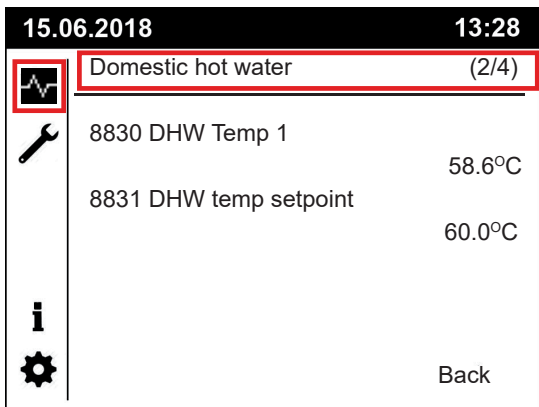 15.06.2018 13:28
Domestic hot water (2/4)
8830 DHW Temp 1
58.6°C
8831 DHW temp setpoint
60.0°C
i
Back